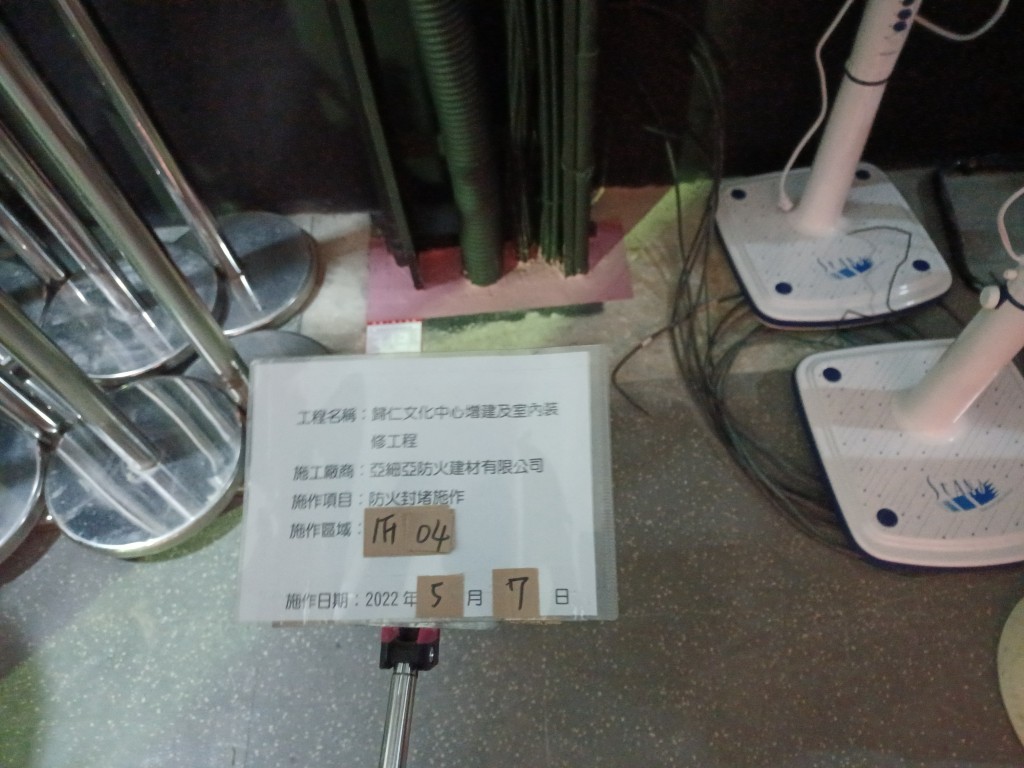 工程名稱：歸仁文化中心增建及室內裝
修工程
施工廠商：亞細亞防火建材有限公司
施作項目：防火封堵施作
施作區域：1F 04
施作日期：2022年 5 月 7 日